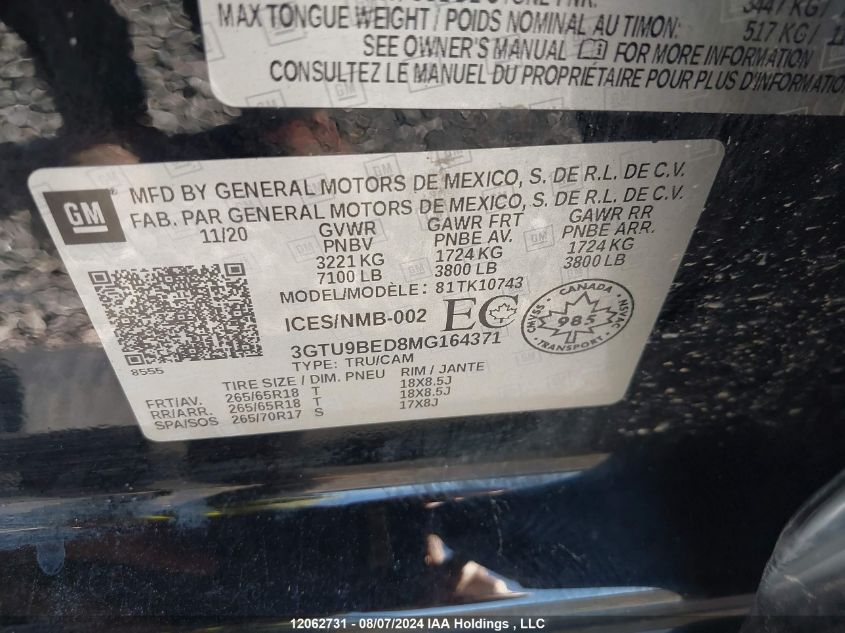 3447 KG /
MAX TONGUE WEIGHT / POIDS NOMINAL AU TIMON: 517 KG /
SEE OWNER'S MANUAL FOR MORE INFORMATION
CONSULTEZ LE MANUEL DU PROPRIÉTAIRE POUR PLUS D'INFORMATION
GM
MFD BY GENERAL MOTORS DE MEXICO, S. DE R.L. DE C.V.
FAB. PAR GENERAL MOTORS DE MEXICO, S. DE R.L. DE C.V.
11/20 GVWR GAWR FRT GAWR RR
PNBV PNBE AV. PNBE ARR.
3221 KG 1724 KG 1724 KG
7100 LB 3800 LB 3800 LB
MODEL/MODÈLE: 81TK10743
ICES/NMB-002 EC
CANADA
CMVSS NSVAC
985
TRANSPORT
3GTU9BED8MG164371
8555
TYPE: TRU/CAM
TIRE SIZE / DIM. PNEU RIM / JANTE
FRT/AV. 265/65R18 T 18X8.5J
RR/ARR. 265/65R18 T 18X8.5J
SPA/SOS 265/70R17 S 17X8J
12062731 - 08/07/2024 IAA Holdings, LLC